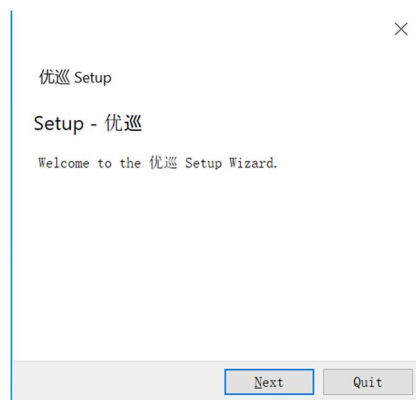 优巡 Setup
Setup - 优巡
Welcome to the 优巡 Setup Wizard.
Next
Quit